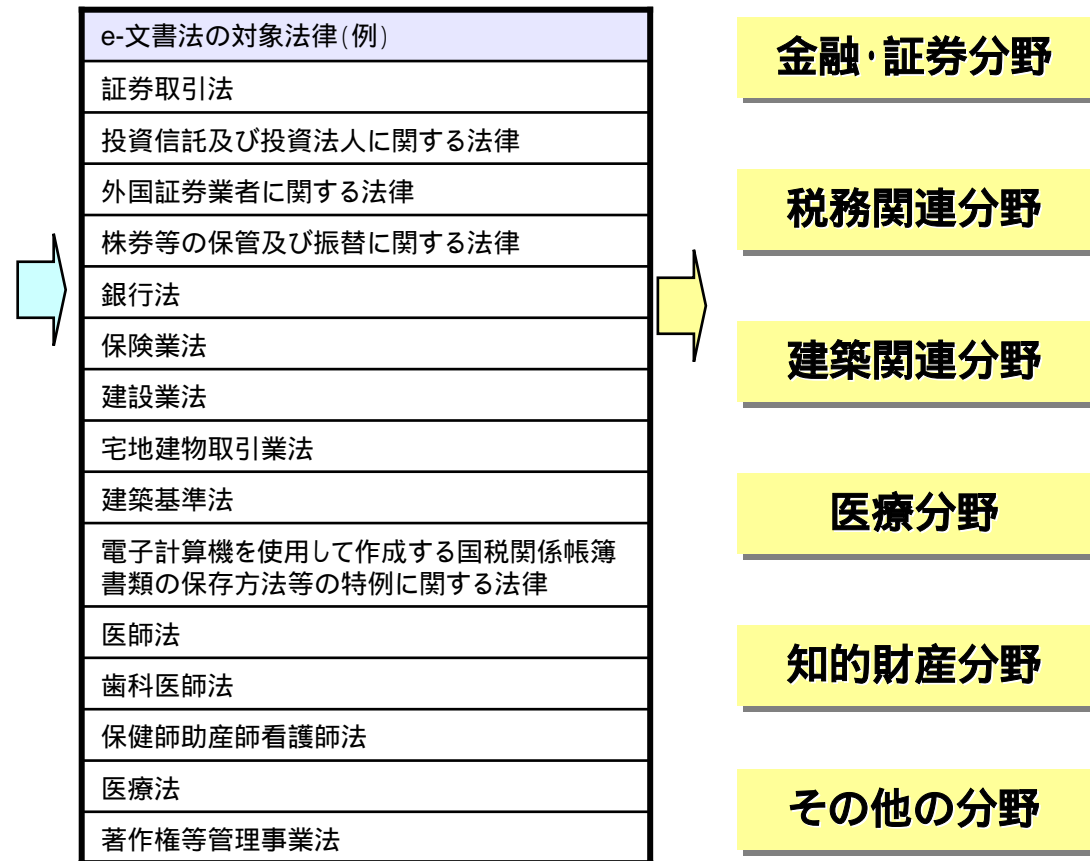 e-文書法の対象法律(例)
証券取引法
投資信託及び投資法人に関する法律
外国証券業者に関する法律
株券等の保管及び振替に関する法律
銀行法
保険業法
建設業法
宅地建物取引業法
建築基準法
電子計算機を使用して作成する国税関係帳簿
書類の保存方法等の特例に関する法律
医師法
歯科医師法
保健師助産師看護師法
医療法
著作権等管理事業法
金融・証券分野
税務関連分野
建築関連分野
医療分野
知的財産分野
その他の分野